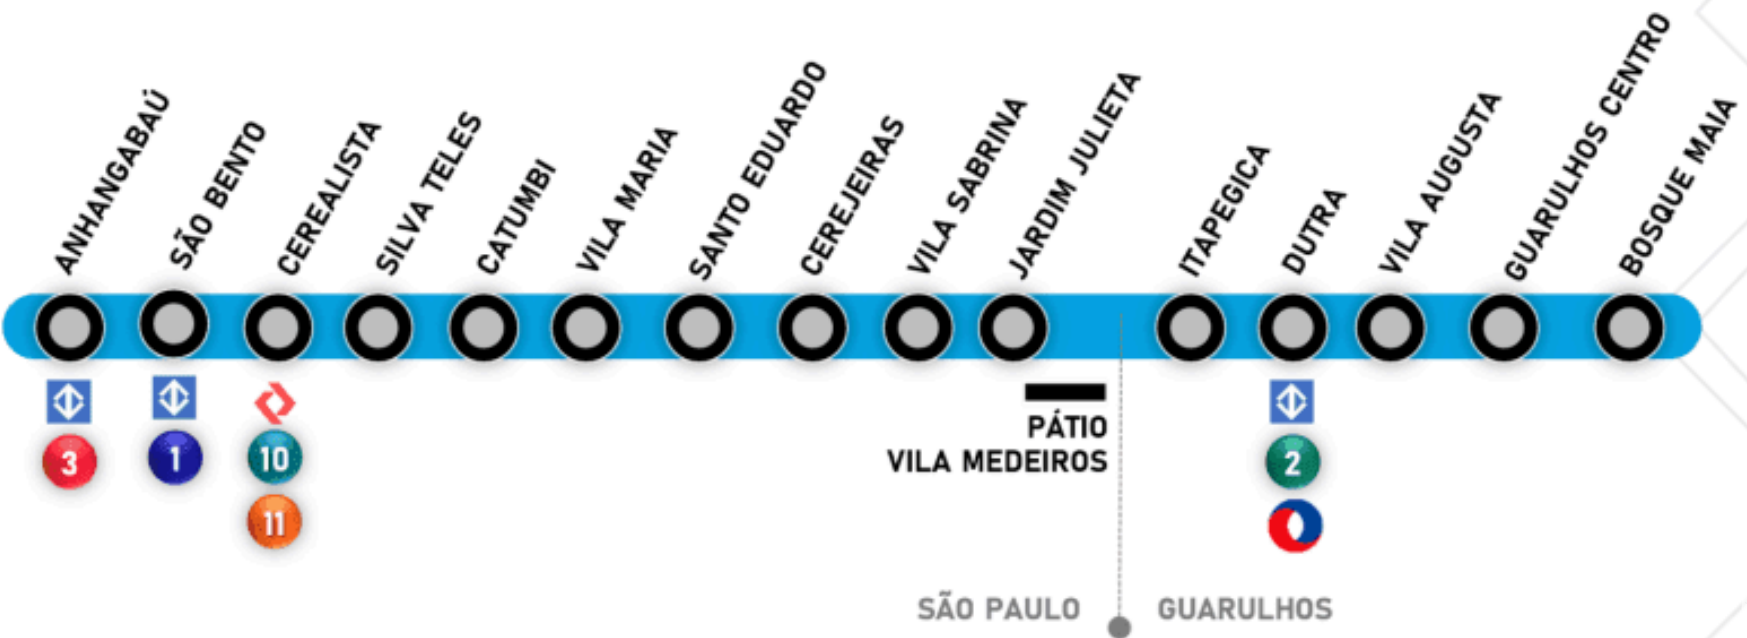 ANHANGABAÚ
SÃO BENTO
CEREALISTA
SILVA TELES
CATUMBI
VILA MARIA
SANTO EDUARDO
CEREJEIRAS
VILA SABRINA
JARDIM JULIETA
ITAPEGICA
DUTRA
VILA AUGUSTA
GUARULHOS CENTRO
BOSQUE MAIA
3
1
10
11
PÁTIO
VILA MEDEIROS
2
SÃO PAULO
GUARULHOS